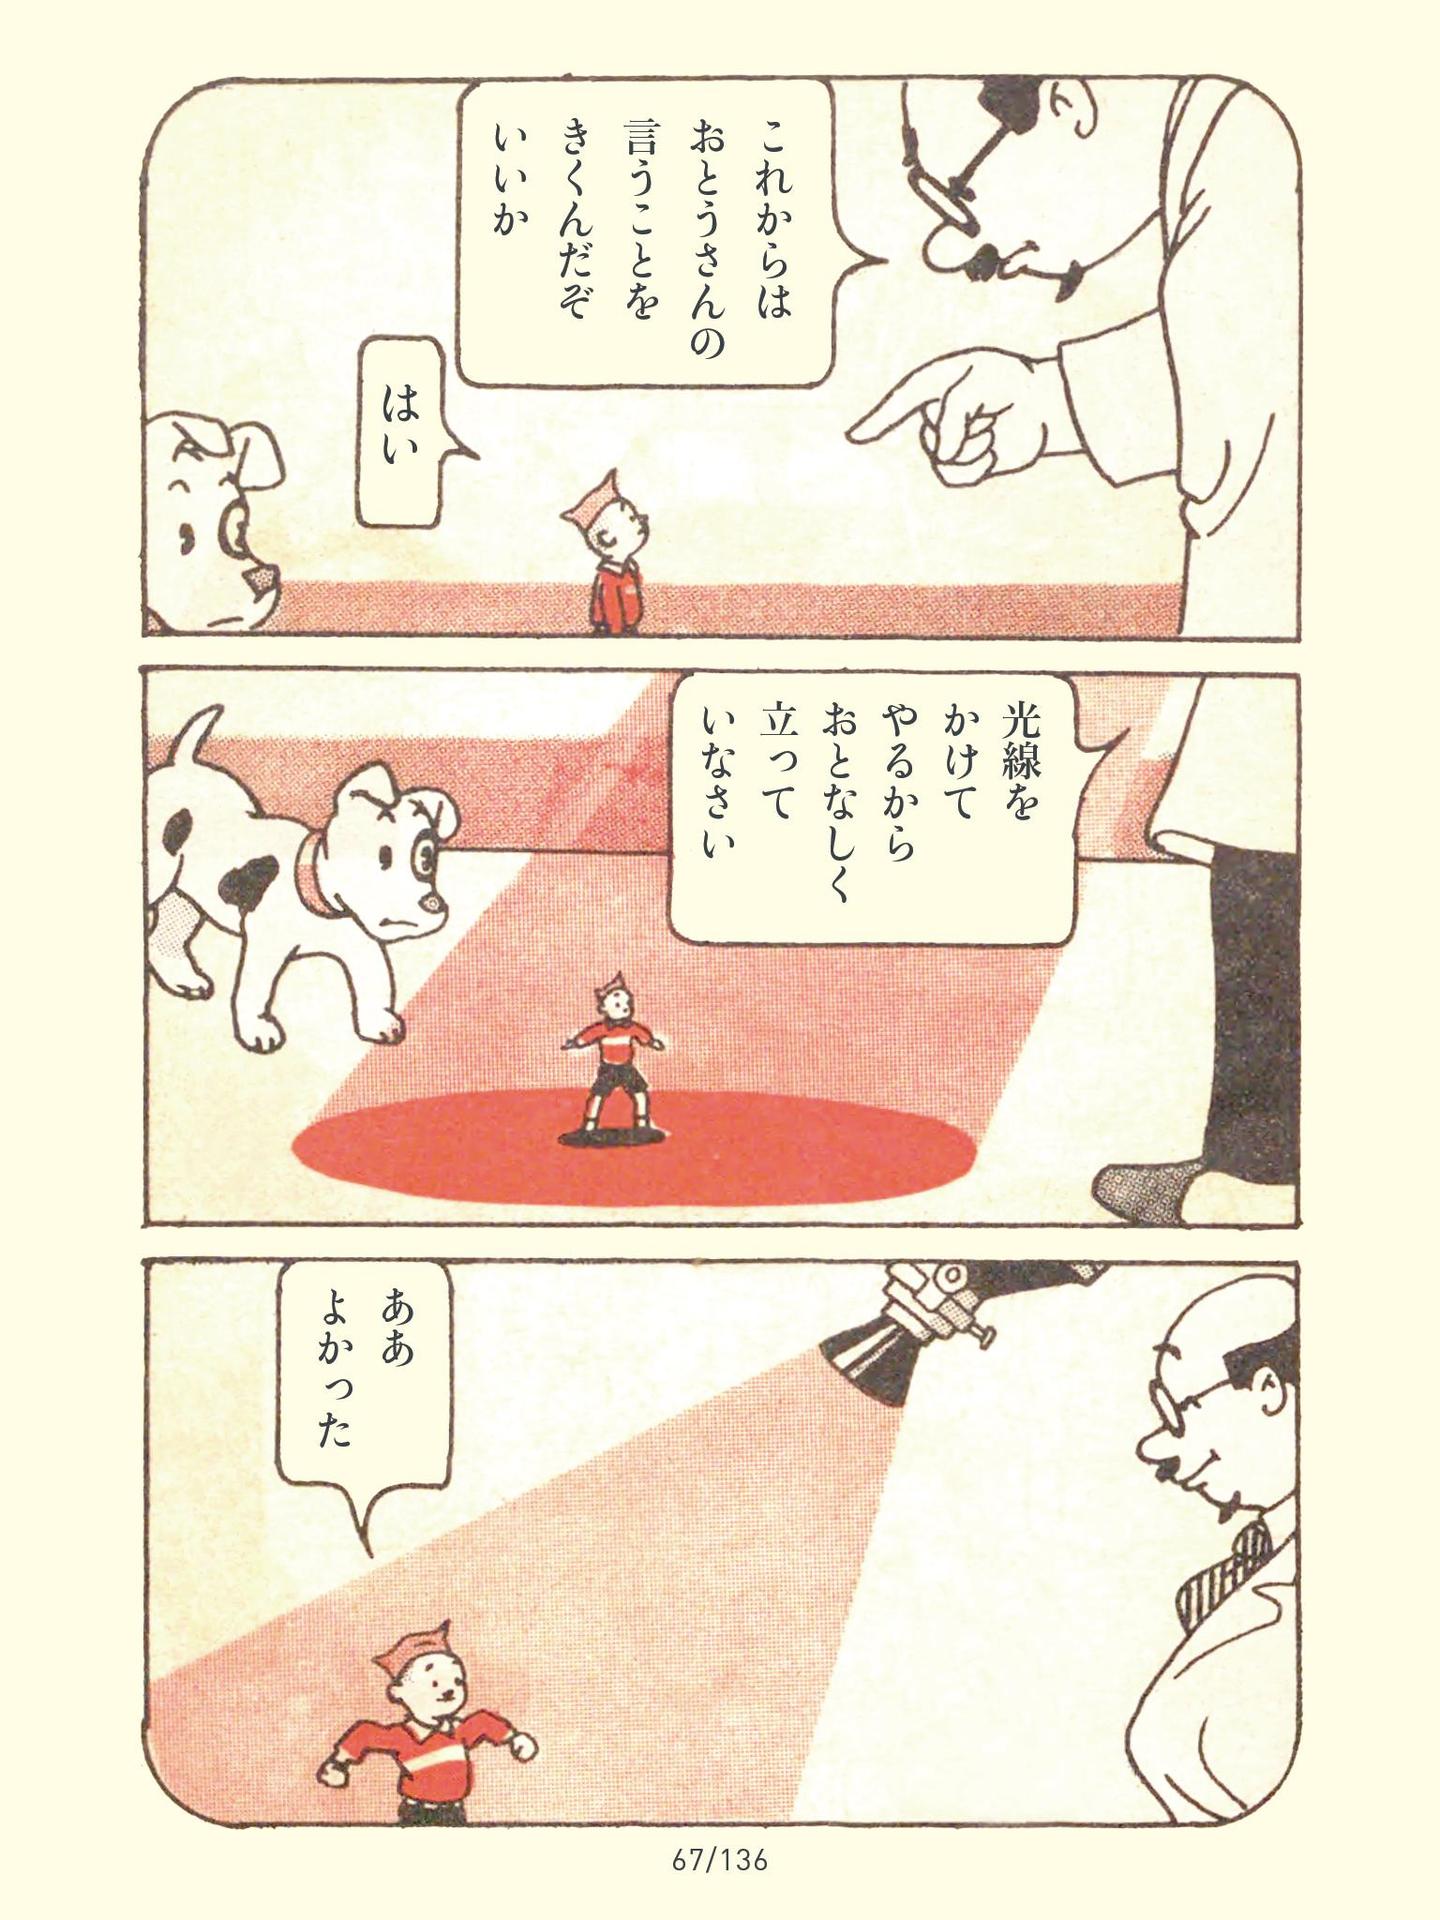 これからは
おとうさんの
言うことを
きくんだぞ
いいか
はい
光線を
かけて
やるから
おとなしく
立って
いなさい
ああ
よかった
67/136